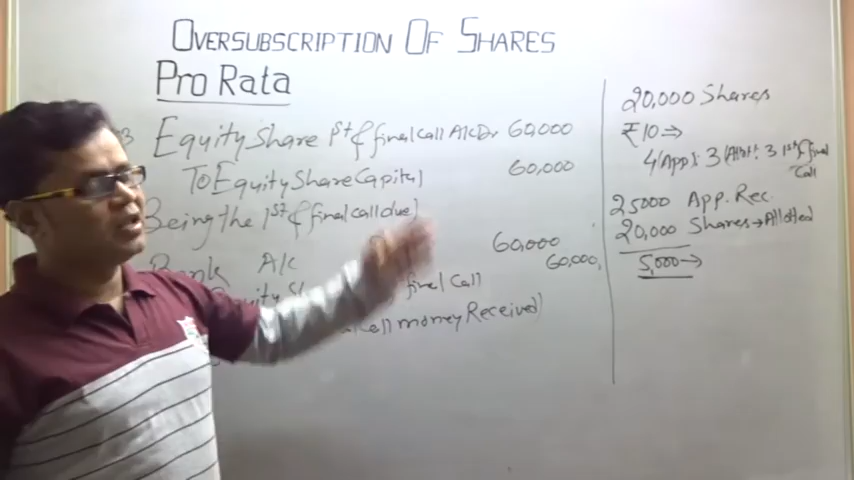 OVERSUBSCRIPTION OF SHARES
Pro Rata
3 Equity Share 1st & final call A/c Dr 60,000
To Equity Share Capital 60,000
Being the 1st & final call due)
Bank A/c 60,000
final Call 60,000
call money Received)
20,000 Shares
₹10 →
4 (App): 3 (Allot): 3 1st & final Call
25000 App. Rec.
20,000 Shares → Allotted
5,000 →